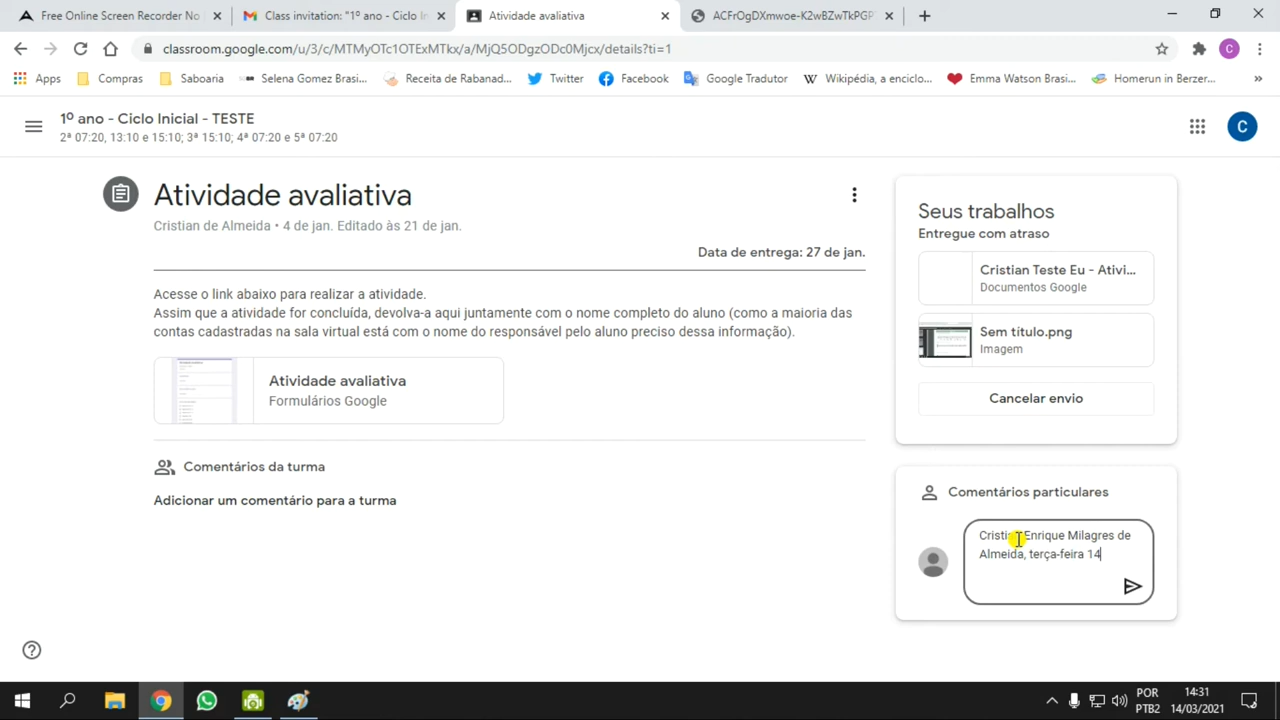 Free Online Screen Recorder No
Class invitation: "1º ano - Ciclo In
Atividade avaliativa
ACFrOgDXmwoe-K2wBZwTkPGP
classroom.google.com/u/3/c/MTMyOTc1OTExMTkx/a/MjQ5ODgzODc0Mjcx/details?ti=1
C
Apps
Compras
Saboaria
Selena Gomez Brasi...
Receita de Rabanad...
Twitter
Facebook
Google Tradutor
Wikipédia, a enciclo...
Emma Watson Brasi...
Homerun in Berzer...
»
1º ano - Ciclo Inicial - TESTE
2ª 07:20, 13:10 e 15:10; 3ª 15:10; 4ª 07:20 e 5ª 07:20
C
Atividade avaliativa
Cristian de Almeida • 4 de jan. Editado às 21 de jan.
Data de entrega: 27 de jan.
Acesse o link abaixo para realizar a atividade.
Assim que a atividade for concluída, devolva-a aqui juntamente com o nome completo do aluno (como a maioria das
contas cadastradas na sala virtual está com o nome do responsável pelo aluno preciso dessa informação).
Atividade avaliativa
Formulários Google
Comentários da turma
Adicionar um comentário para a turma
Seus trabalhos
Entregue com atraso
Cristian Teste Eu - Ativi...
Documentos Google
Sem título.png
Imagem
Cancelar envio
Comentários particulares
Enrique Milagres de
Almeida, terça-feira 14
POR
PTB2
14:31
14/03/2021